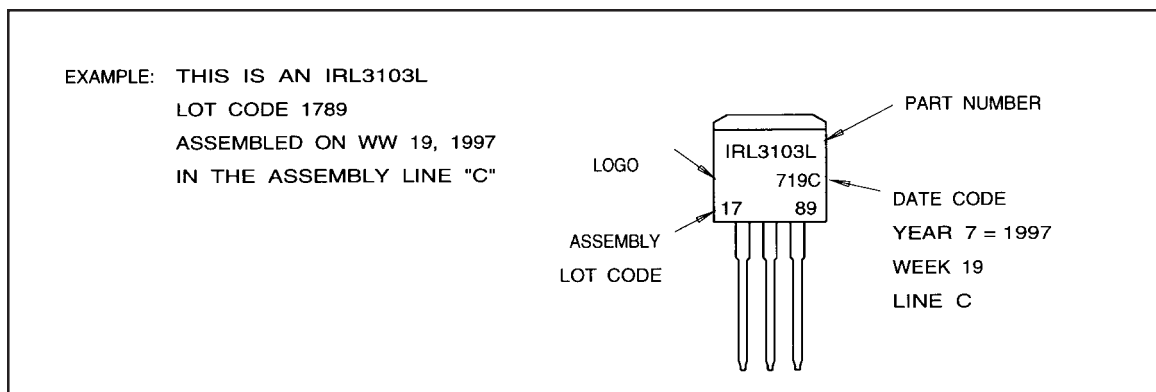 EXAMPLE: THIS IS AN IRL3103L
LOT CODE 1789
ASSEMBLED ON WW 19, 1997
IN THE ASSEMBLY LINE "C"
LOGO
ASSEMBLY
LOT CODE
IRL3103L
719C
17 89
PART NUMBER
DATE CODE
YEAR 7 = 1997
WEEK 19
LINE C